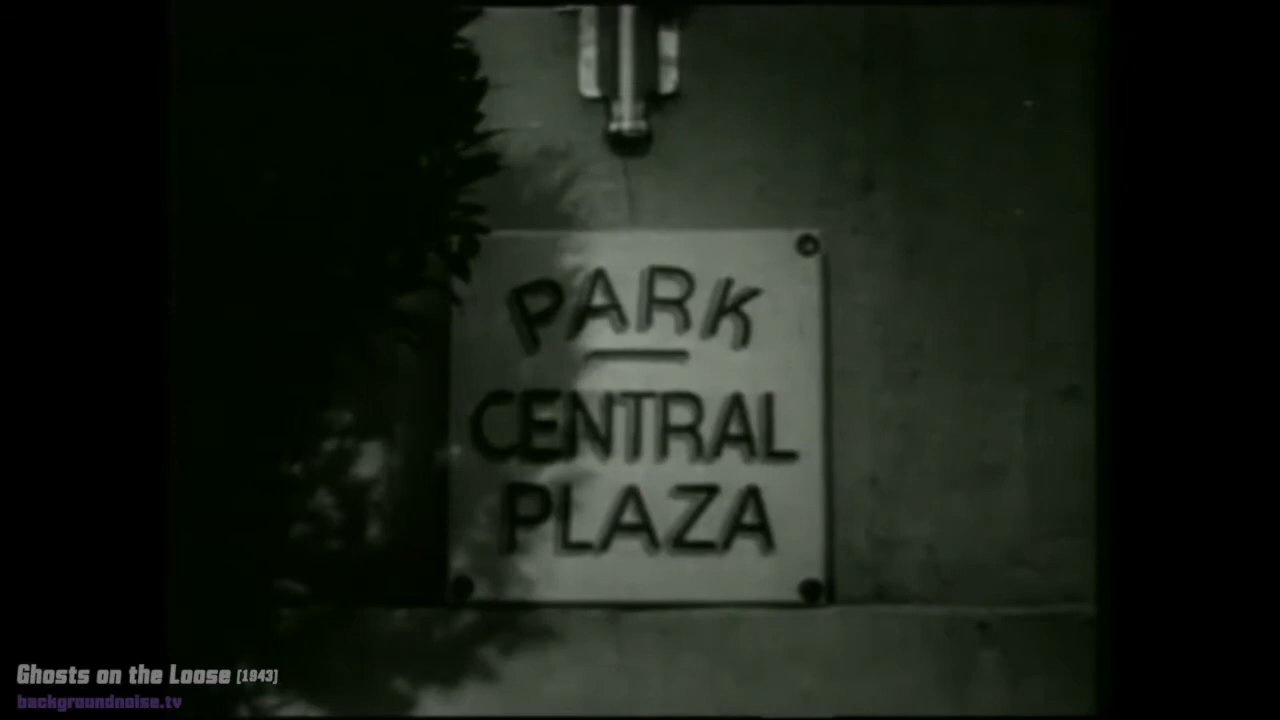 PARK
CENTRAL
PLAZA
Ghosts on the Loose [1943]
backgroundnoise.tv